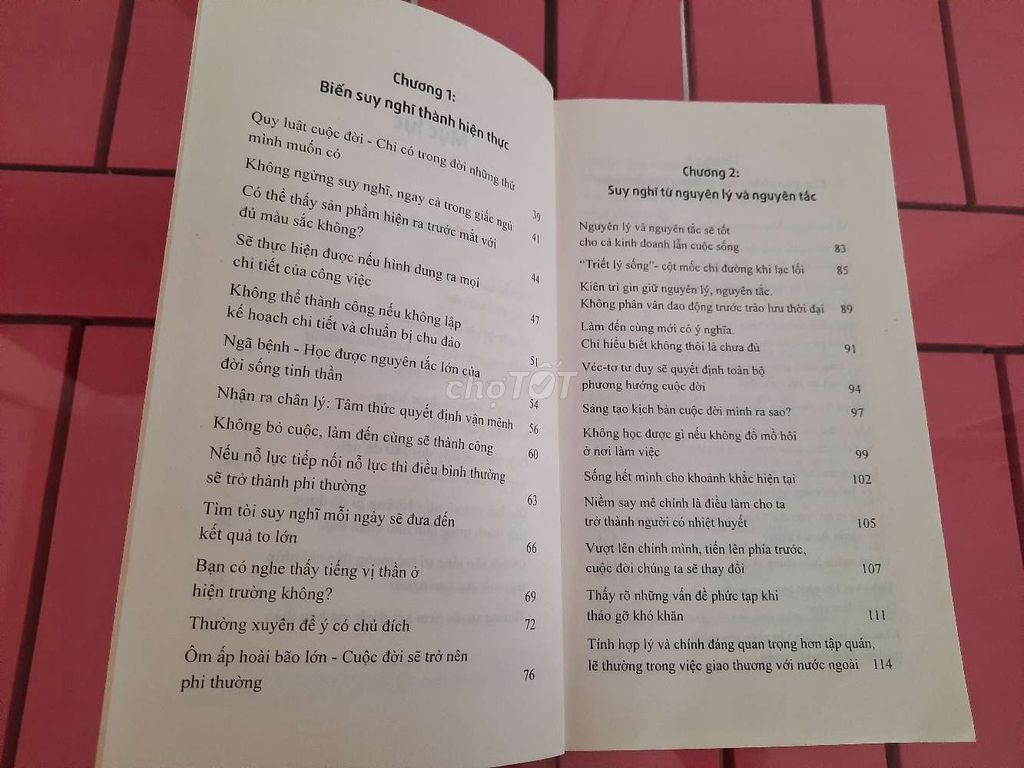 Chương 1:
Biến suy nghĩ thành hiện thực
Quy luật cuộc đời - Chỉ có trong đời những thứ
mình muốn có 39
Không ngừng suy nghĩ, ngay cả trong giấc ngủ 41
Có thể thấy sản phẩm hiện ra trước mắt với
đủ màu sắc không? 44
Sẽ thực hiện được nếu hình dung ra mọi
chi tiết của công việc 47
Không thể thành công nếu không lập
kế hoạch chi tiết và chuẩn bị chu đáo 51
Ngã bệnh - Học được nguyên tắc lớn của
đời sống tinh thần 54
Nhận ra chân lý: Tâm thức quyết định vận mệnh 56
Không bỏ cuộc, làm đến cùng sẽ thành công 60
Nếu nỗ lực tiếp nối nỗ lực thì điều bình thường
sẽ trở thành phi thường 63
Tìm tòi suy nghĩ mỗi ngày sẽ đưa đến
kết quả to lớn 66
Bạn có nghe thấy tiếng vị thần ở
hiện trường không? 69
Thường xuyên để ý có chủ đích 72
Ôm ấp hoài bão lớn - Cuộc đời sẽ trở nên
phi thường 76
Chương 2:
Suy nghĩ từ nguyên lý và nguyên tắc
Nguyên lý và nguyên tắc sẽ tốt
cho cả kinh doanh lẫn cuộc sống 83
“Triết lý sống”- cột mốc chỉ đường khi lạc lối 85
Kiên trì gìn giữ nguyên lý, nguyên tắc.
Không phân vân dao động trước trào lưu thời đại 89
Làm đến cùng mới có ý nghĩa.
Chỉ hiểu biết không thôi là chưa đủ 91
Véc-tơ tư duy sẽ quyết định toàn bộ
phương hướng cuộc đời 94
Sáng tạo kịch bản cuộc đời mình ra sao? 97
Không học được gì nếu không đổ mồ hôi
ở nơi làm việc 99
Sống hết mình cho khoảnh khắc hiện tại 102
Niềm say mê chính là điều làm cho ta
trở thành người có nhiệt huyết 105
Vượt lên chính mình, tiến lên phía trước,
cuộc đời chúng ta sẽ thay đổi 107
Thấy rõ những vấn đề phức tạp khi
tháo gỡ khó khăn 111
Tính hợp lý và chính đáng quan trọng hơn tập quán,
lẽ thường trong việc giao thương với nước ngoài 114
chợTỐT